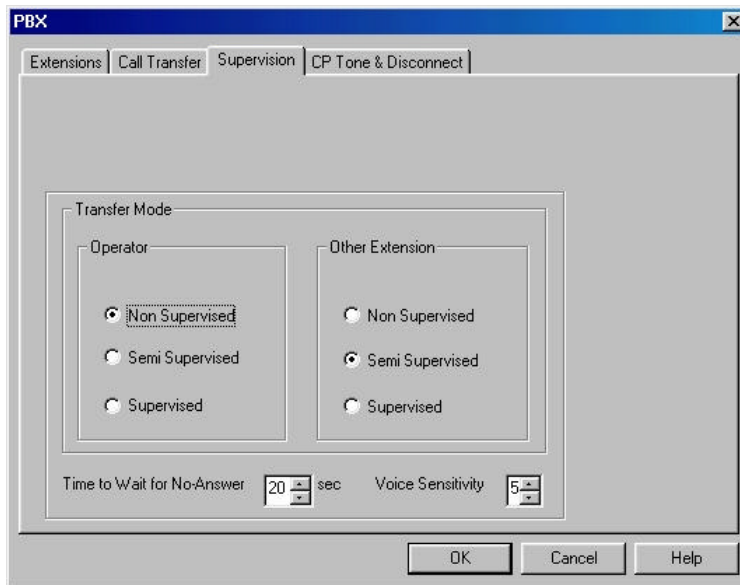 PBX
Extensions Call Transfer Supervision CP Tone & Disconnect
Transfer Mode
Operator Other Extension
Non Supervised Non Supervised
Semi Supervised Semi Supervised
Supervised Supervised
Time to Wait for No-Answer 20 sec Voice Sensitivity 5
OK Cancel Help